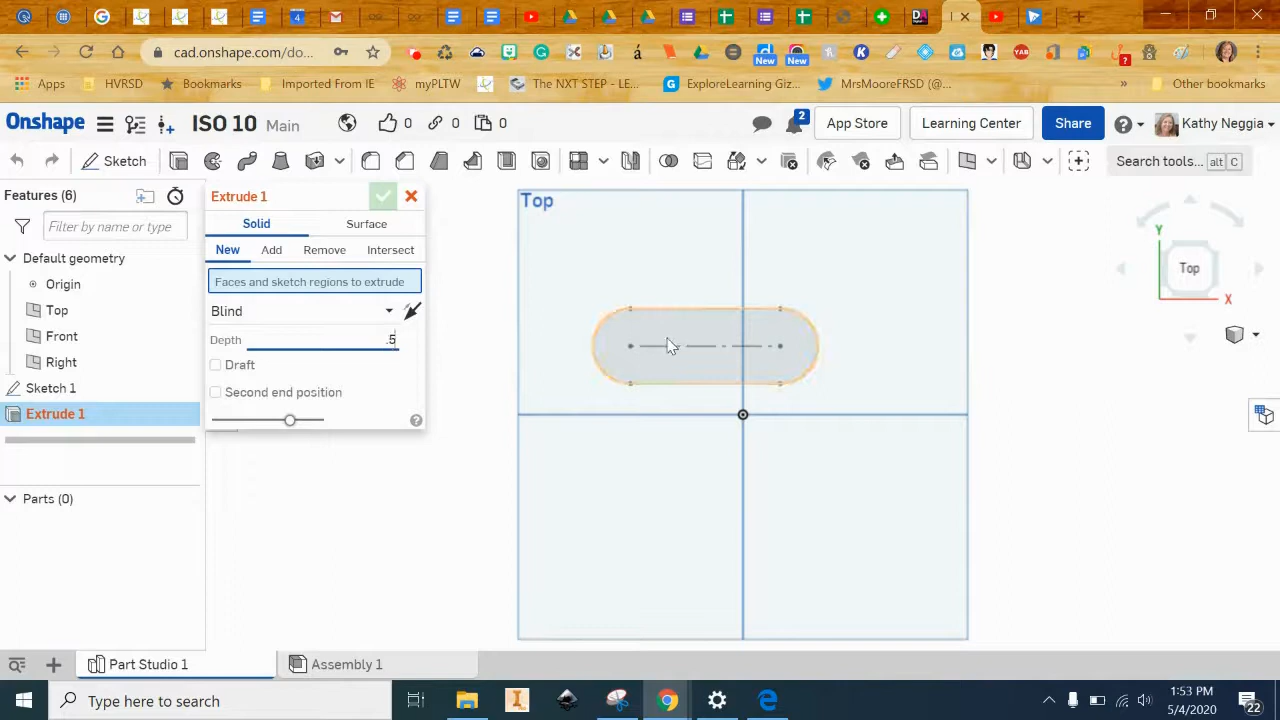 cad.onshape.com/do...
New
New
?
Apps
HVRSD
Bookmarks
Imported From IE
myPLTW
The NXT STEP - LE...
ExploreLearning Giz...
MrsMooreFRSD (@...
»
Other bookmarks
Onshape
ISO 10 Main
0
0
0
2
App Store
Learning Center
Share
Kathy Neggia
Sketch
Search tools... alt C
Features (6)
Filter by name or type
Default geometry
Origin
Top
Front
Right
Sketch 1
Extrude 1
Parts (0)
Extrude 1
Solid
Surface
New
Add
Remove
Intersect
Faces and sketch regions to extrude
Blind
Depth .5
Draft
Second end position
Top
Y
Top
X
Part Studio 1
Assembly 1
Type here to search
1:53 PM
5/4/2020
22